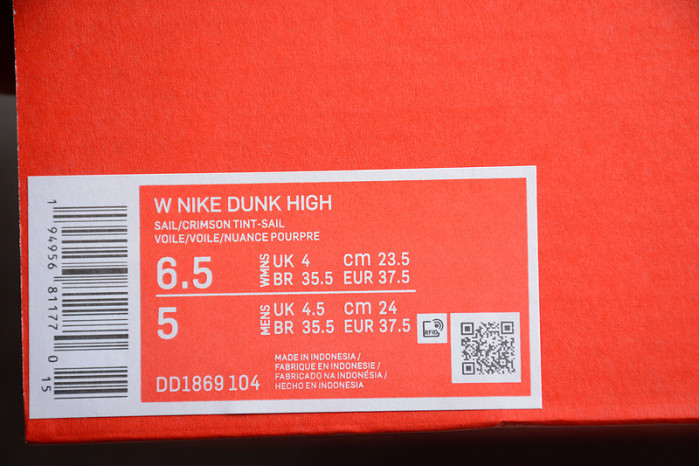 W NIKE DUNK HIGH
SAIL/CRIMSON TINT-SAIL
VOILE/VOILE/NUANCE POURPRE
6.5 WMNS UK 4 cm 23.5
BR 35.5 EUR 37.5
5 MENS UK 4.5 cm 24
BR 35.5 EUR 37.5
RFID
MADE IN INDONESIA /
FABRIQUE EN INDONESIE /
FABRICADO NA INDONÉSIA /
HECHO EN INDONESIA
DD1869 104
1 94956 81177 0 15